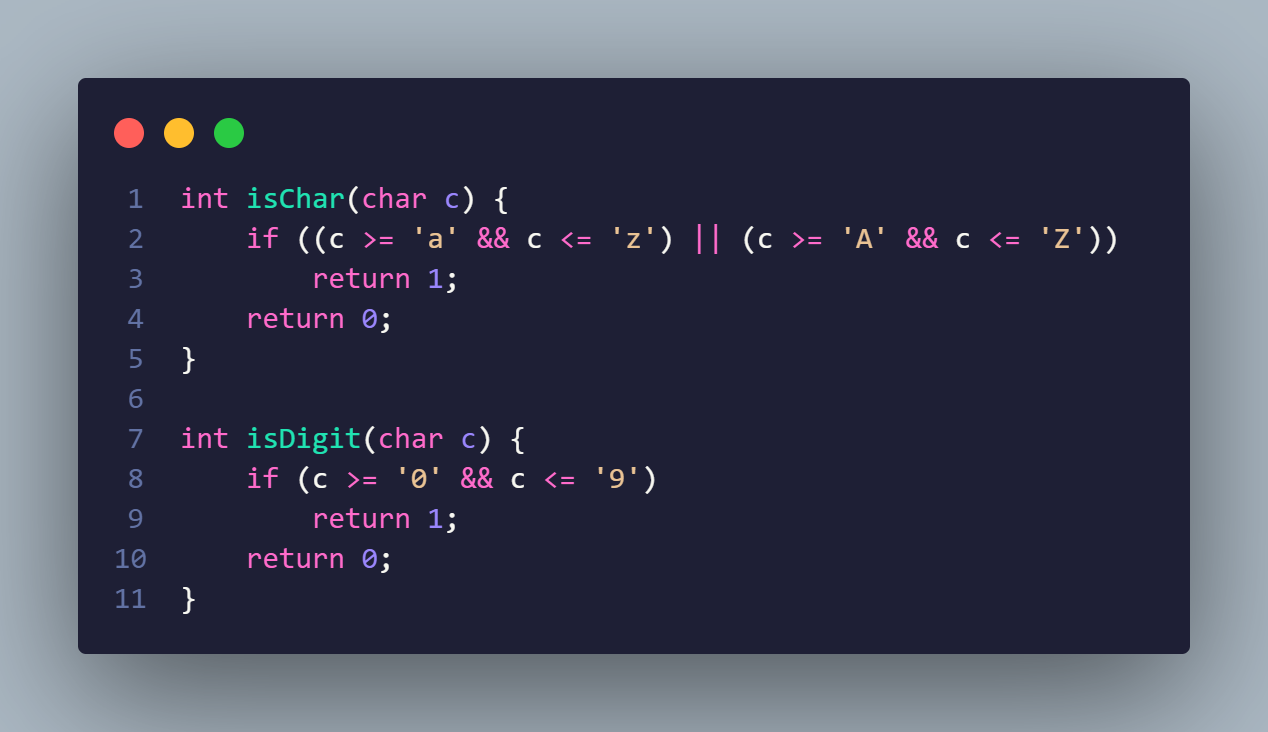 1 int isChar(char c) {
2     if ((c >= 'a' && c <= 'z') || (c >= 'A' && c <= 'Z'))
3         return 1;
4     return 0;
5 }
6
7 int isDigit(char c) {
8     if (c >= '0' && c <= '9')
9         return 1;
10     return 0;
11 }